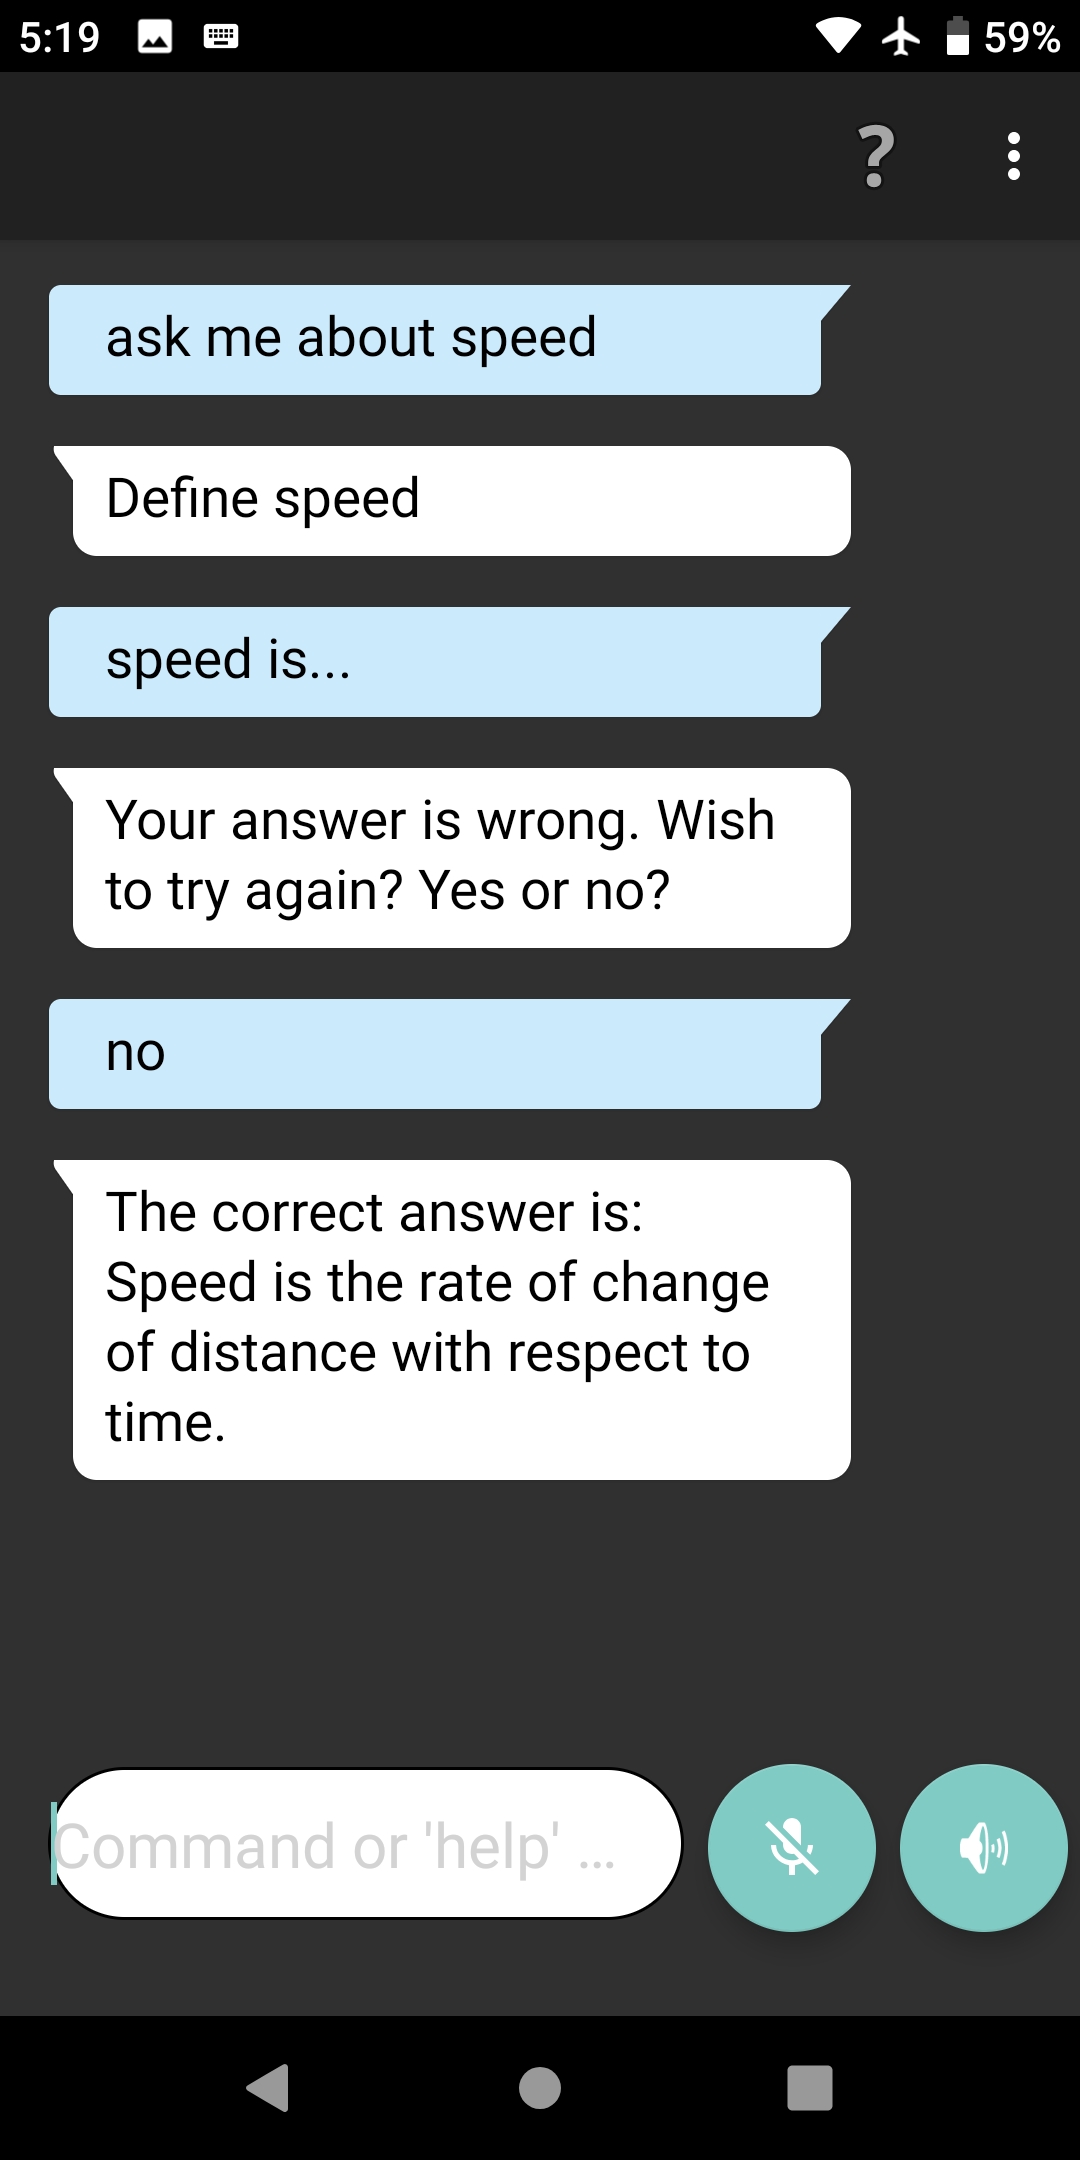 5:19
59%
?
ask me about speed
Define speed
speed is...
Your answer is wrong. Wish
to try again? Yes or no?
no
The correct answer is:
Speed is the rate of change
of distance with respect to
time.
Command or 'help' ...